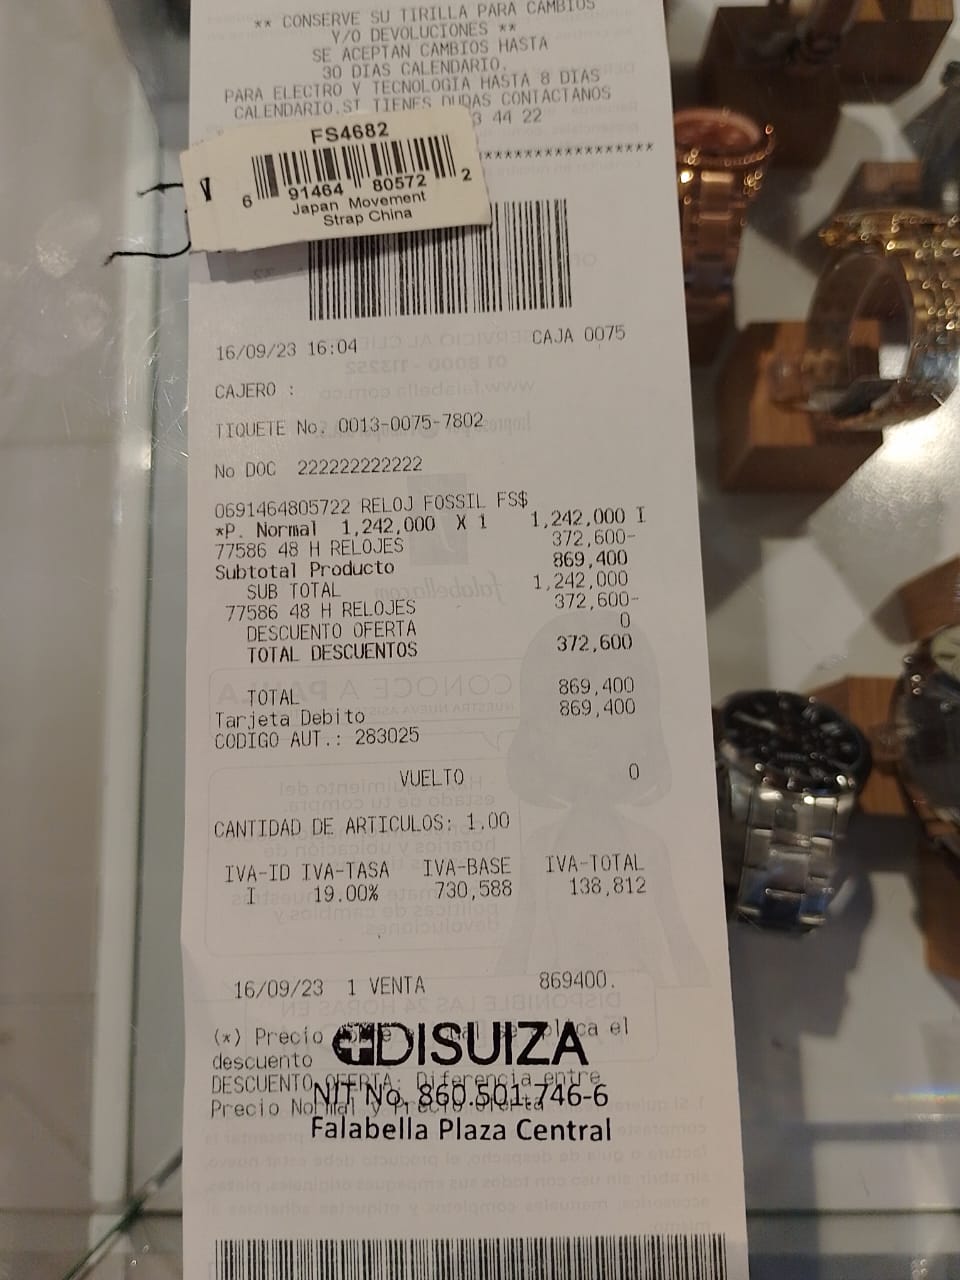 ** CONSERVE SU TIRILLA PARA CAMBIOS
Y/O DEVOLUCIONES **
SE ACEPTAN CAMBIOS HASTA
30 DIAS CALENDARIO.
PARA ELECTRO Y TECNOLOGIA HASTA 8 DIAS
CALENDARIO.SI TIENES DUDAS CONTACTANOS
3 44 22
*****************
FS4682
6 91464 80572 2
Japan Movement
Strap China
16/09/23 16:04 CAJA 0075
CAJERO :
TIQUETE No. 0013-0075-7802
No DOC 222222222222
0691464805722 RELOJ FOSSIL FS$
*P. Normal 1,242,000 X 1 1,242,000 I
77586 48 H RELOJES 372,600-
Subtotal Producto 869,400
SUB TOTAL 1,242,000
77586 48 H RELOJES 372,600-
DESCUENTO OFERTA 0
TOTAL DESCUENTOS 372,600
TOTAL 869,400
Tarjeta Debito 869,400
CODIGO AUT.: 283025
VUELTO 0
CANTIDAD DE ARTICULOS: 1.00
IVA-ID IVA-TASA IVA-BASE IVA-TOTAL
I 19.00% 730,588 138,812
16/09/23 1 VENTA 869400.
(*) Precio el
DISUIZA
descuento
DESCUENTO OFERTA: Diferencia entre
NIT No. 860.501.746-6
Precio Normal y Precio Oferta
Falabella Plaza Central